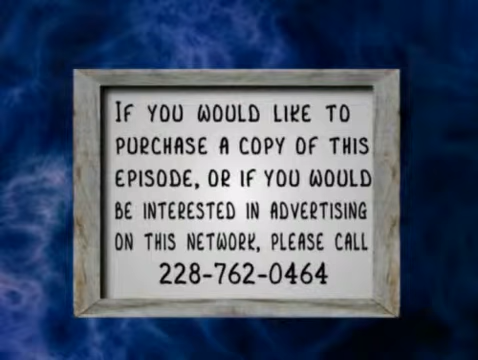 If you would like to
purchase a copy of this
episode, or if you would
be interested in advertising
on this network, please call
228-762-0464